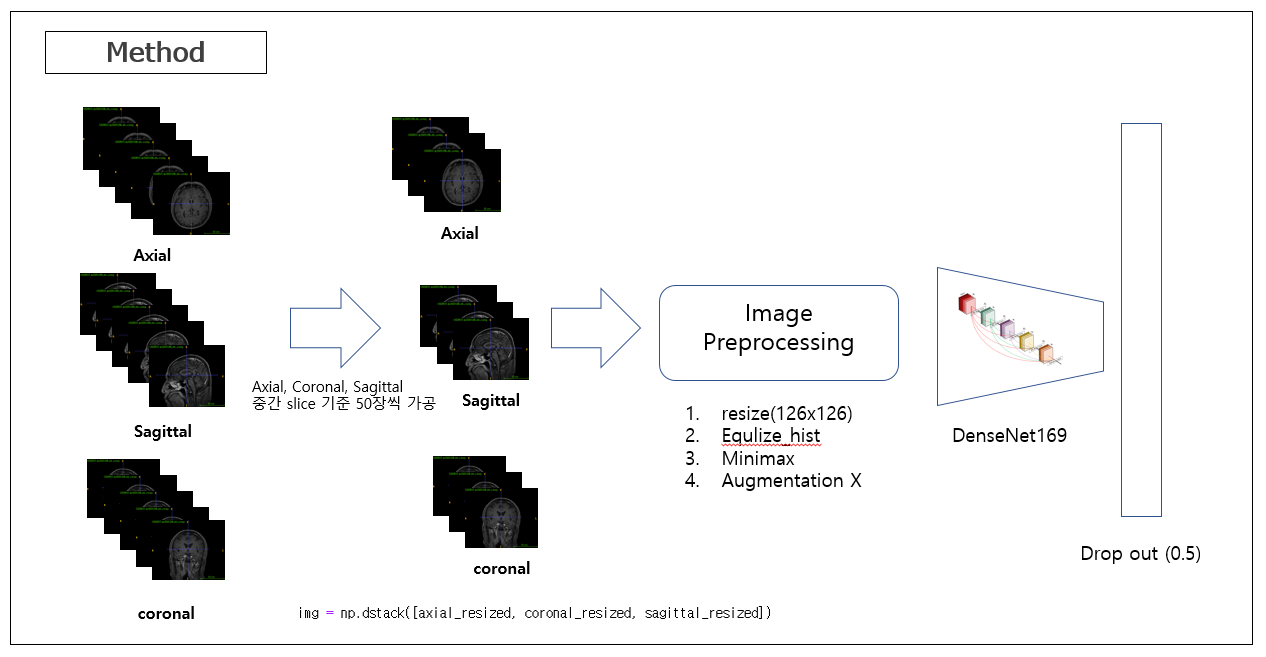 Method
Axial
Axial
Sagittal
Axial, Coronal, Sagittal
중간 slice 기준 50장씩 가공
Sagittal
coronal
coronal
img = np.dstack([axial_resized, coronal_resized, sagittal_resized])
Image
Preprocessing
1. resize(126x126)
2. Equlize_hist
3. Minimax
4. Augmentation X
DenseNet169
Drop out (0.5)